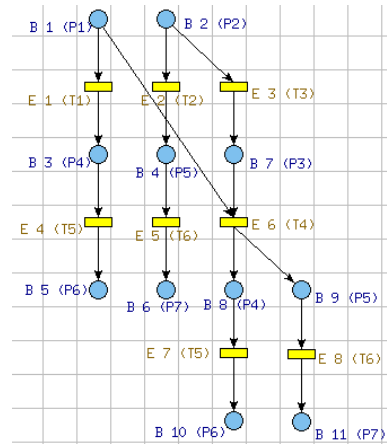 B 1 (P1)
B 2 (P2)
E 1 (T1)
E 2 (T2)
E 3 (T3)
B 3 (P4)
B 4 (P5)
B 7 (P3)
E 4 (T5)
E 5 (T6)
E 6 (T4)
B 5 (P6)
B 6 (P7)
B 8 (P4)
B 9 (P5)
E 7 (T5)
E 8 (T6)
B 10 (P6)
B 11 (P7)